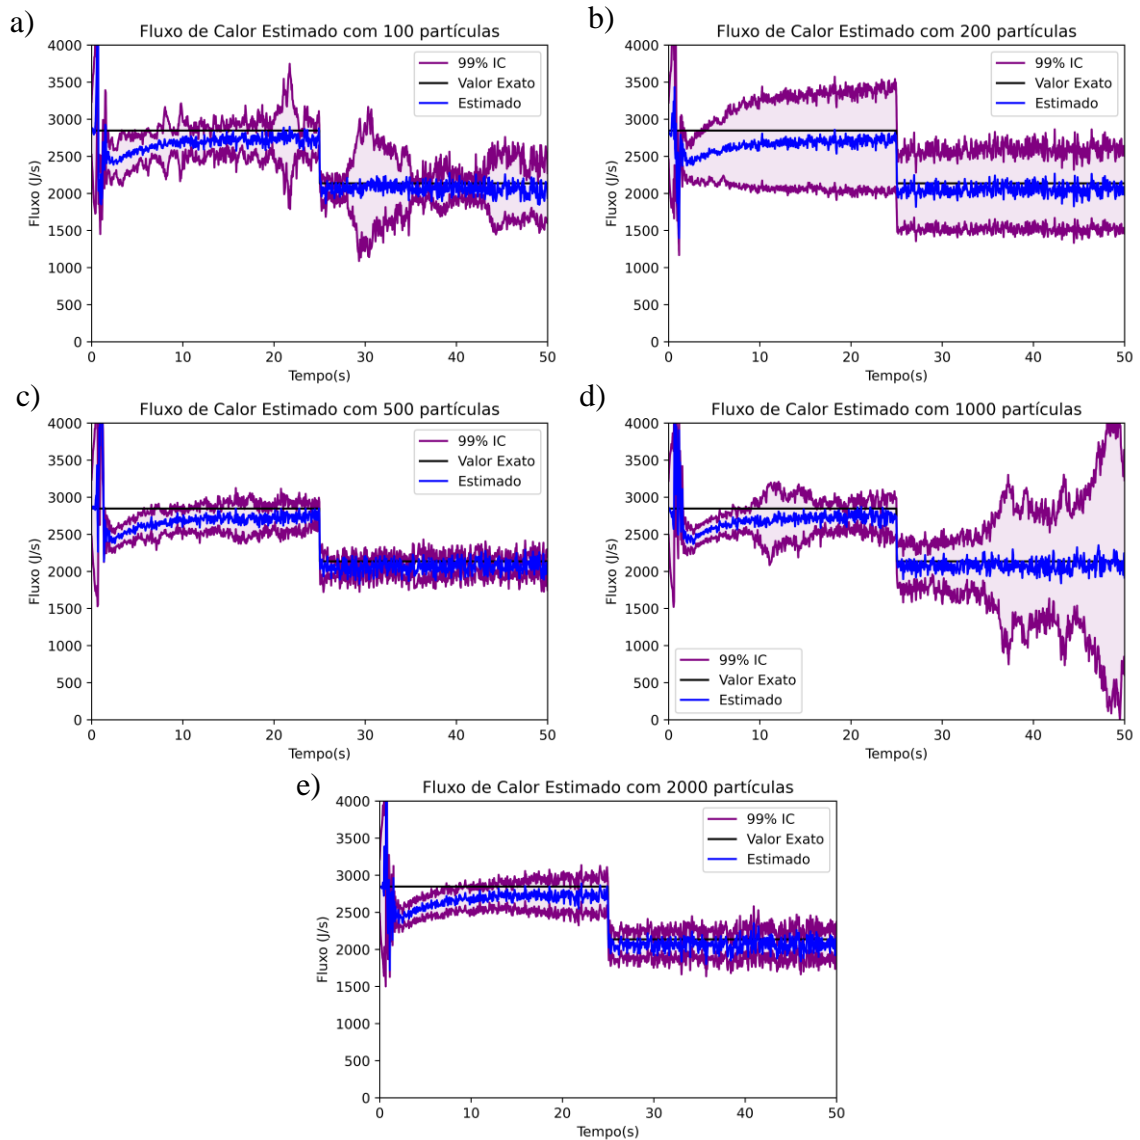 a)
Fluxo de Calor Estimado com 100 partículas
4000
3500
3000
2500
2000
1500
1000
500
0
Fluxo (J/s)
99% IC
Valor Exato
Estimado
0 10 20 30 40 50
Tempo(s)
b)
Fluxo de Calor Estimado com 200 partículas
4000
3500
3000
2500
2000
1500
1000
500
0
Fluxo (J/s)
99% IC
Valor Exato
Estimado
0 10 20 30 40 50
Tempo(s)
c)
Fluxo de Calor Estimado com 500 partículas
4000
3500
3000
2500
2000
1500
1000
500
0
Fluxo (J/s)
99% IC
Valor Exato
Estimado
0 10 20 30 40 50
Tempo(s)
d)
Fluxo de Calor Estimado com 1000 partículas
4000
3500
3000
2500
2000
1500
1000
500
0
Fluxo (J/s)
99% IC
Valor Exato
Estimado
0 10 20 30 40 50
Tempo(s)
e)
Fluxo de Calor Estimado com 2000 partículas
4000
3500
3000
2500
2000
1500
1000
500
0
Fluxo (J/s)
99% IC
Valor Exato
Estimado
0 10 20 30 40 50
Tempo(s)